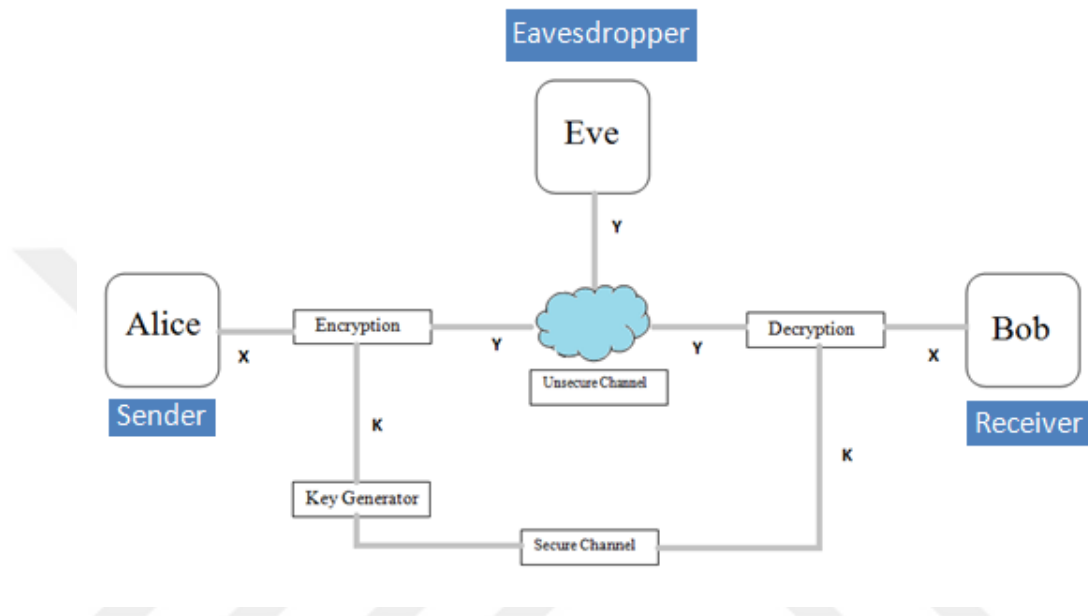 Eavesdropper
Eve
Y
Alice
X
Encryption
Y
Y
Decryption
X
Bob
Unsecure Channel
Sender
Receiver
K
K
Key Generator
Secure Channel